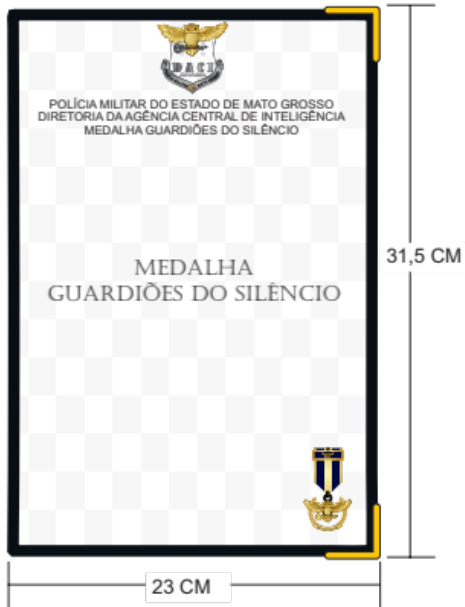 DACI
POLÍCIA MILITAR DO ESTADO DE MATO GROSSO
DIRETORIA DA AGÊNCIA CENTRAL DE INTELIGÊNCIA
MEDALHA GUARDIÕES DO SILÊNCIO
MEDALHA
GUARDIÕES DO SILÊNCIO
31,5 CM
23 CM